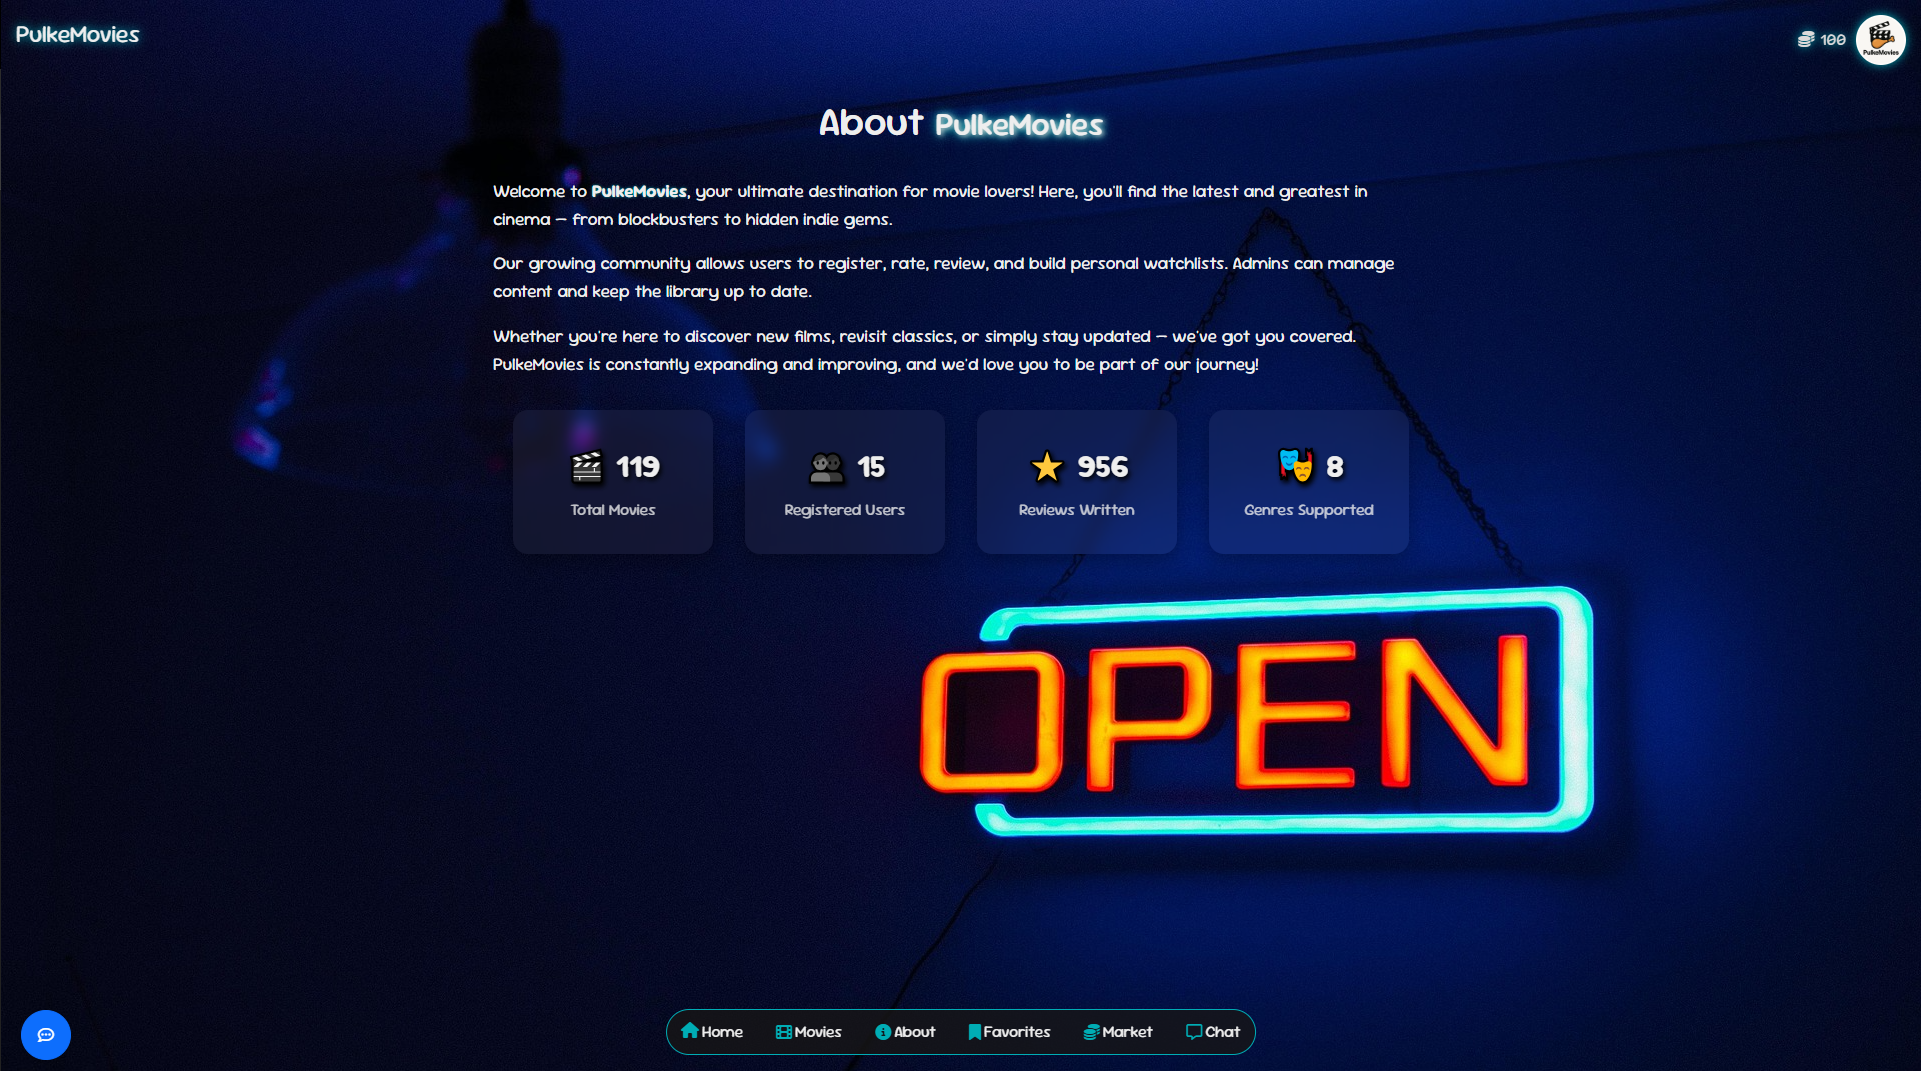 PulkeMovies
100
PulkeMovies
About PulkeMovies
Welcome to PulkeMovies, your ultimate destination for movie lovers! Here, you'll find the latest and greatest in
cinema – from blockbusters to hidden indie gems.
Our growing community allows users to register, rate, review, and build personal watchlists. Admins can manage
content and keep the library up to date.
Whether you're here to discover new films, revisit classics, or simply stay updated – we've got you covered.
PulkeMovies is constantly expanding and improving, and we'd love you to be part of our journey!
119
Total Movies
15
Registered Users
956
Reviews Written
8
Genres Supported
OPEN
Home
Movies
About
Favorites
Market
Chat